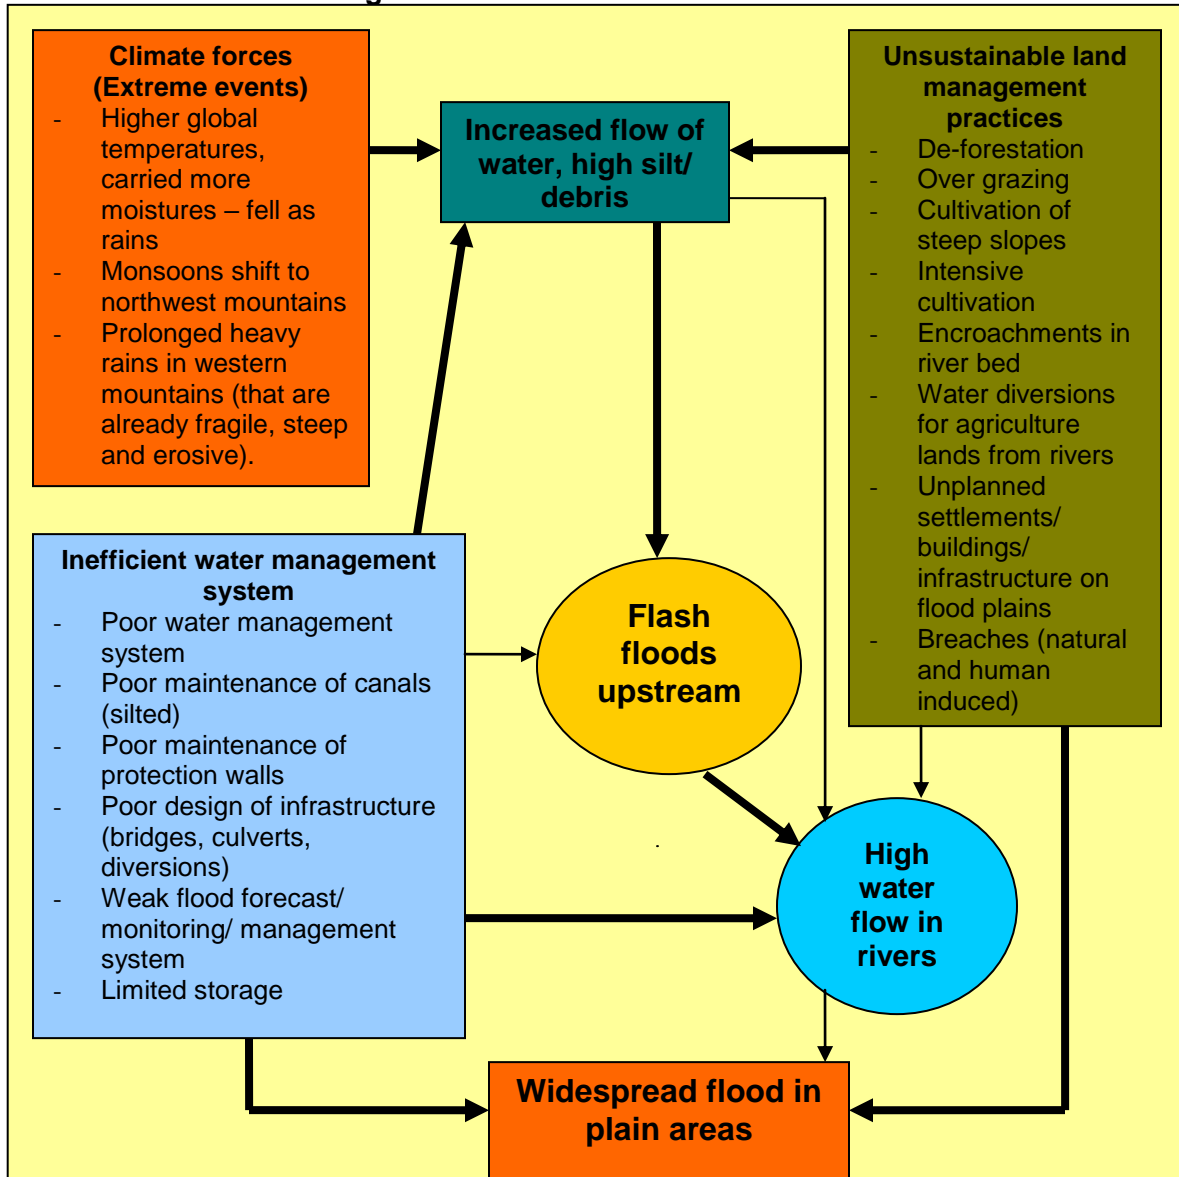 Climate forces
(Extreme events)
- Higher global
temperatures,
carried more
moistures – fell as
rains
- Monsoons shift to
northwest mountains
- Prolonged heavy
rains in western
mountains (that are
already fragile, steep
and erosive).
Increased flow of
water, high silt/
debris
Unsustainable land
management
practices
- De-forestation
- Over grazing
- Cultivation of
steep slopes
- Intensive
cultivation
- Encroachments in
river bed
- Water diversions
for agriculture
lands from rivers
- Unplanned
settlements/
buildings/
infrastructure on
flood plains
- Breaches (natural
and human
induced)
Inefficient water management
system
- Poor water management
system
- Poor maintenance of canals
(silted)
- Poor maintenance of
protection walls
- Poor design of infrastructure
(bridges, culverts,
diversions)
- Weak flood forecast/
monitoring/ management
system
- Limited storage
Flash
floods
upstream
High
water
flow in
rivers
Widespread flood in
plain areas